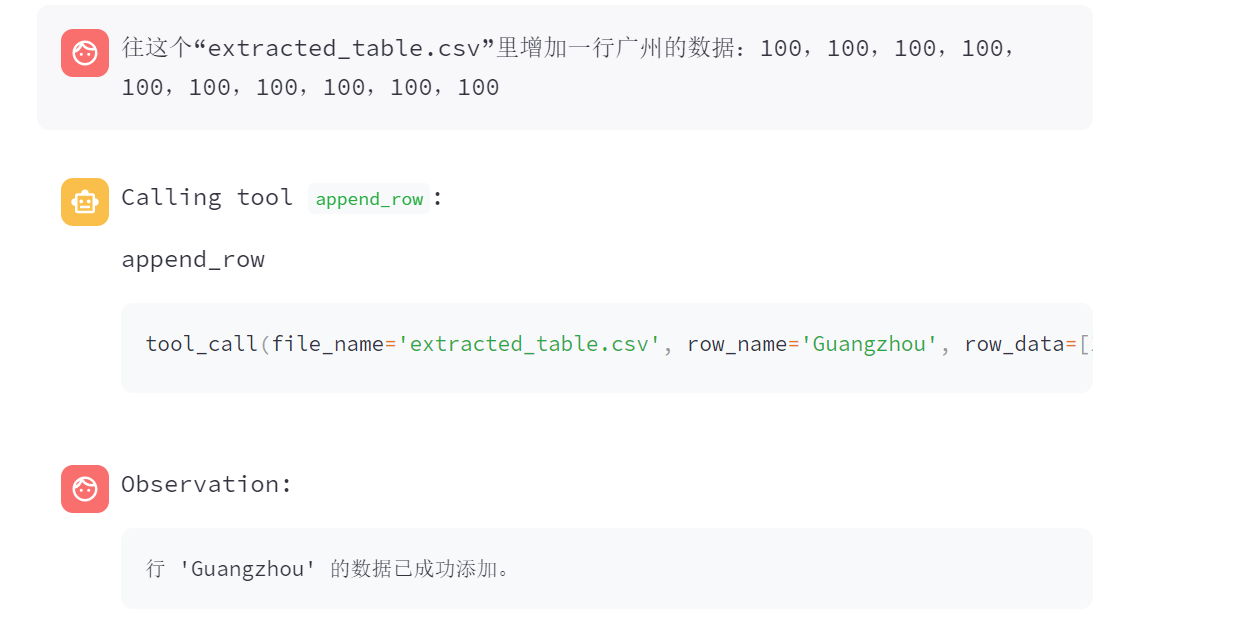 往这个“extracted_table.csv”里增加一行广州的数据：100，100，100，100，
100，100，100，100，100，100
Calling tool append_row:
append_row
tool_call(file_name='extracted_table.csv', row_name='Guangzhou', row_data=[
Observation:
行 'Guangzhou' 的数据已成功添加。